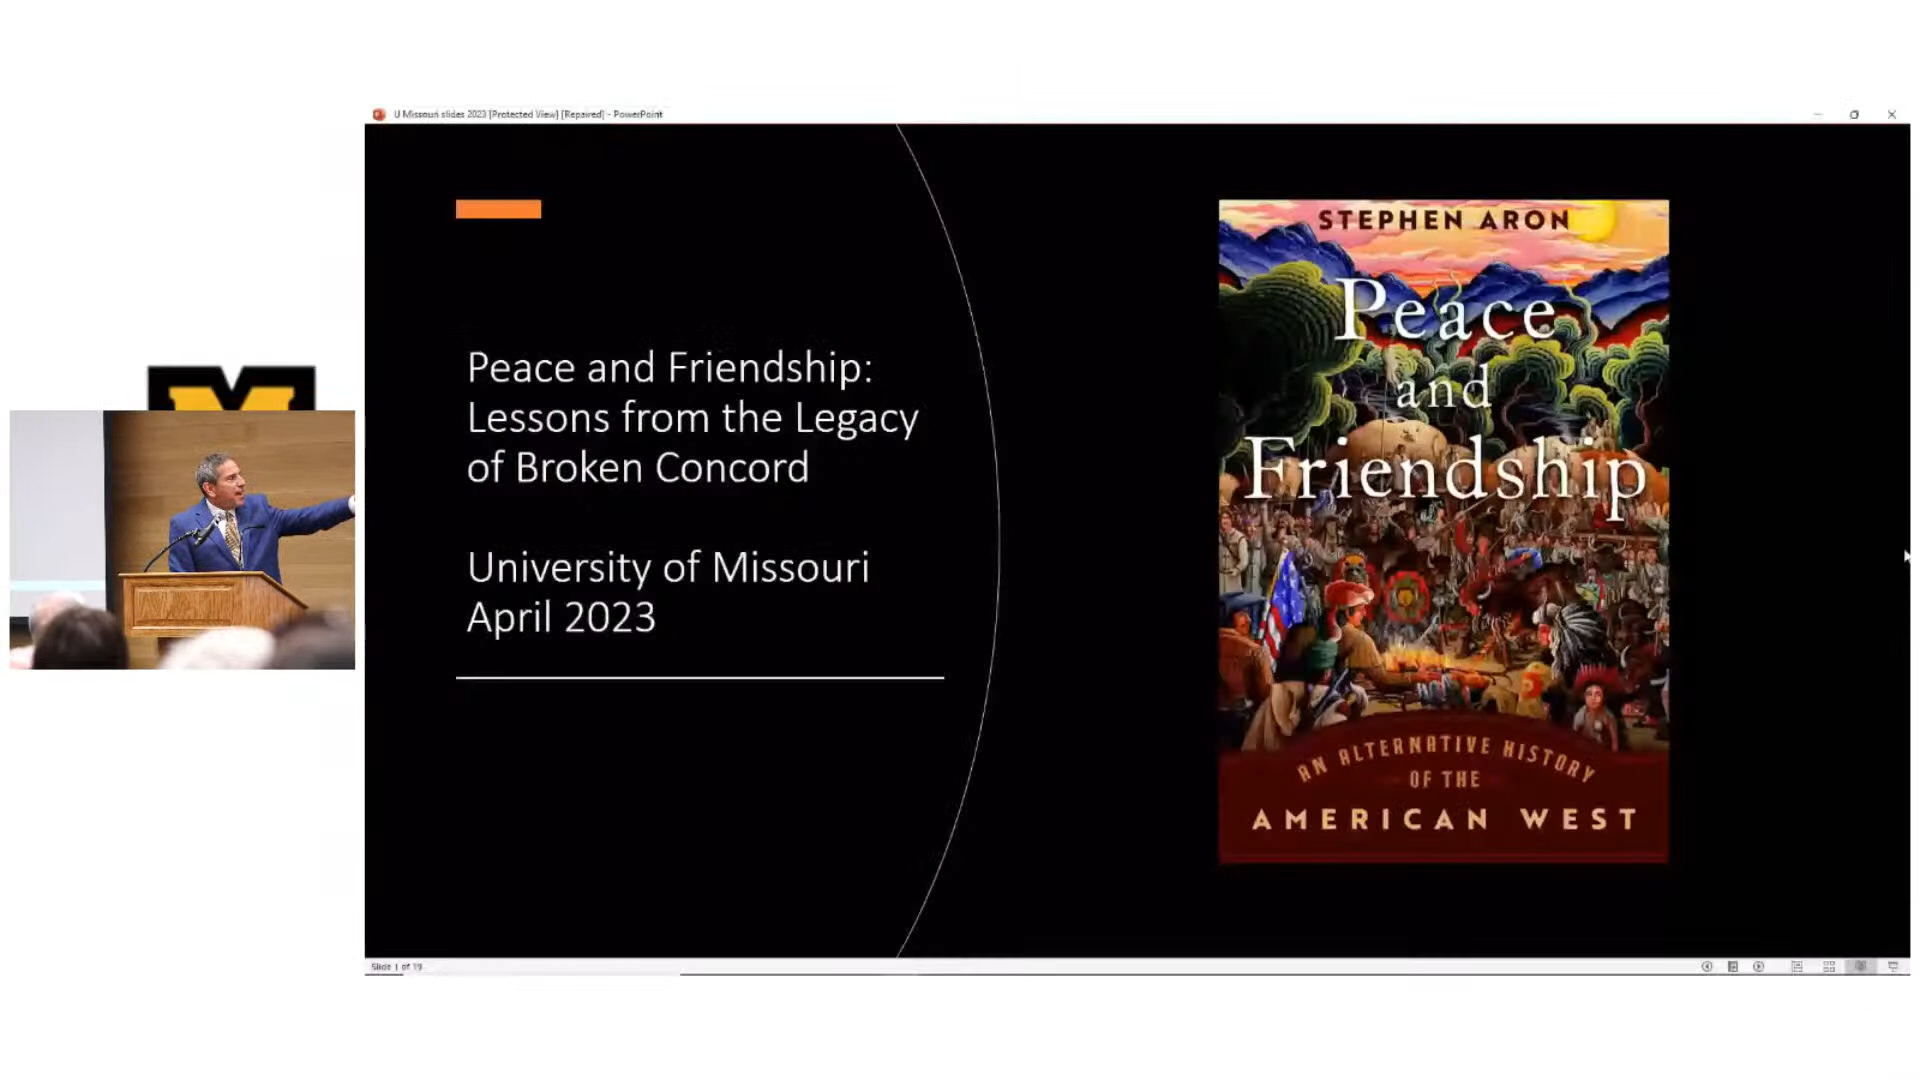 U Missouri slides 2023 [Protected View] [Repaired] - PowerPoint
Peace and Friendship:
Lessons from the Legacy
of Broken Concord
University of Missouri
April 2023
STEPHEN ARON
Peace
and
Friendship
AN ALTERNATIVE HISTORY
OF THE
AMERICAN WEST
Slide 1 of 19